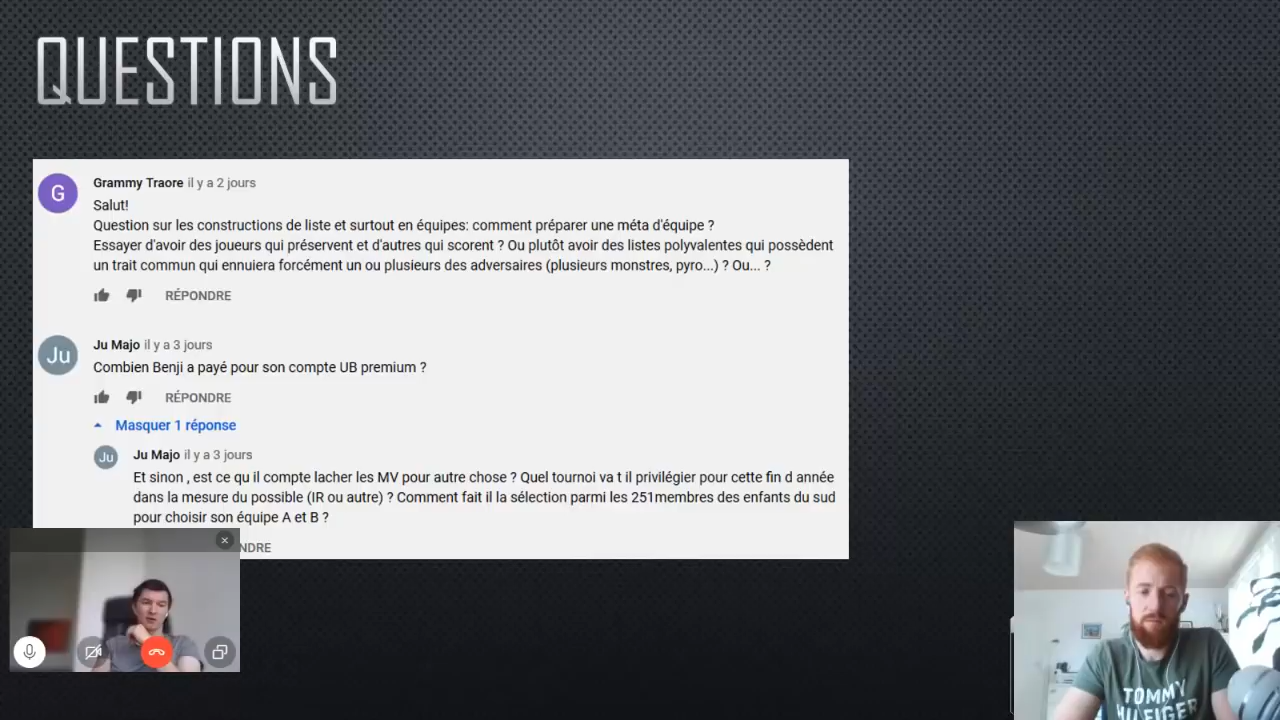 QUESTIONS
G
Grammy Traore il y a 2 jours
Salut!
Question sur les constructions de liste et surtout en équipes: comment préparer une méta d'équipe ?
Essayer d'avoir des joueurs qui préservent et d'autres qui scorent ? Ou plutôt avoir des listes polyvalentes qui possèdent
un trait commun qui ennuiera forcément un ou plusieurs des adversaires (plusieurs monstres, pyro...) ? Ou... ?
RÉPONDRE
Ju
Ju Majo il y a 3 jours
Combien Benji a payé pour son compte UB premium ?
RÉPONDRE
Masquer 1 réponse
Ju
Ju Majo il y a 3 jours
Et sinon , est ce qu il compte lacher les MV pour autre chose ? Quel tournoi va t il privilégier pour cette fin d année
dans la mesure du possible (IR ou autre) ? Comment fait il la sélection parmi les 251membres des enfants du sud
pour choisir son équipe A et B ?
NDRE
TOMMY
HILFIGER